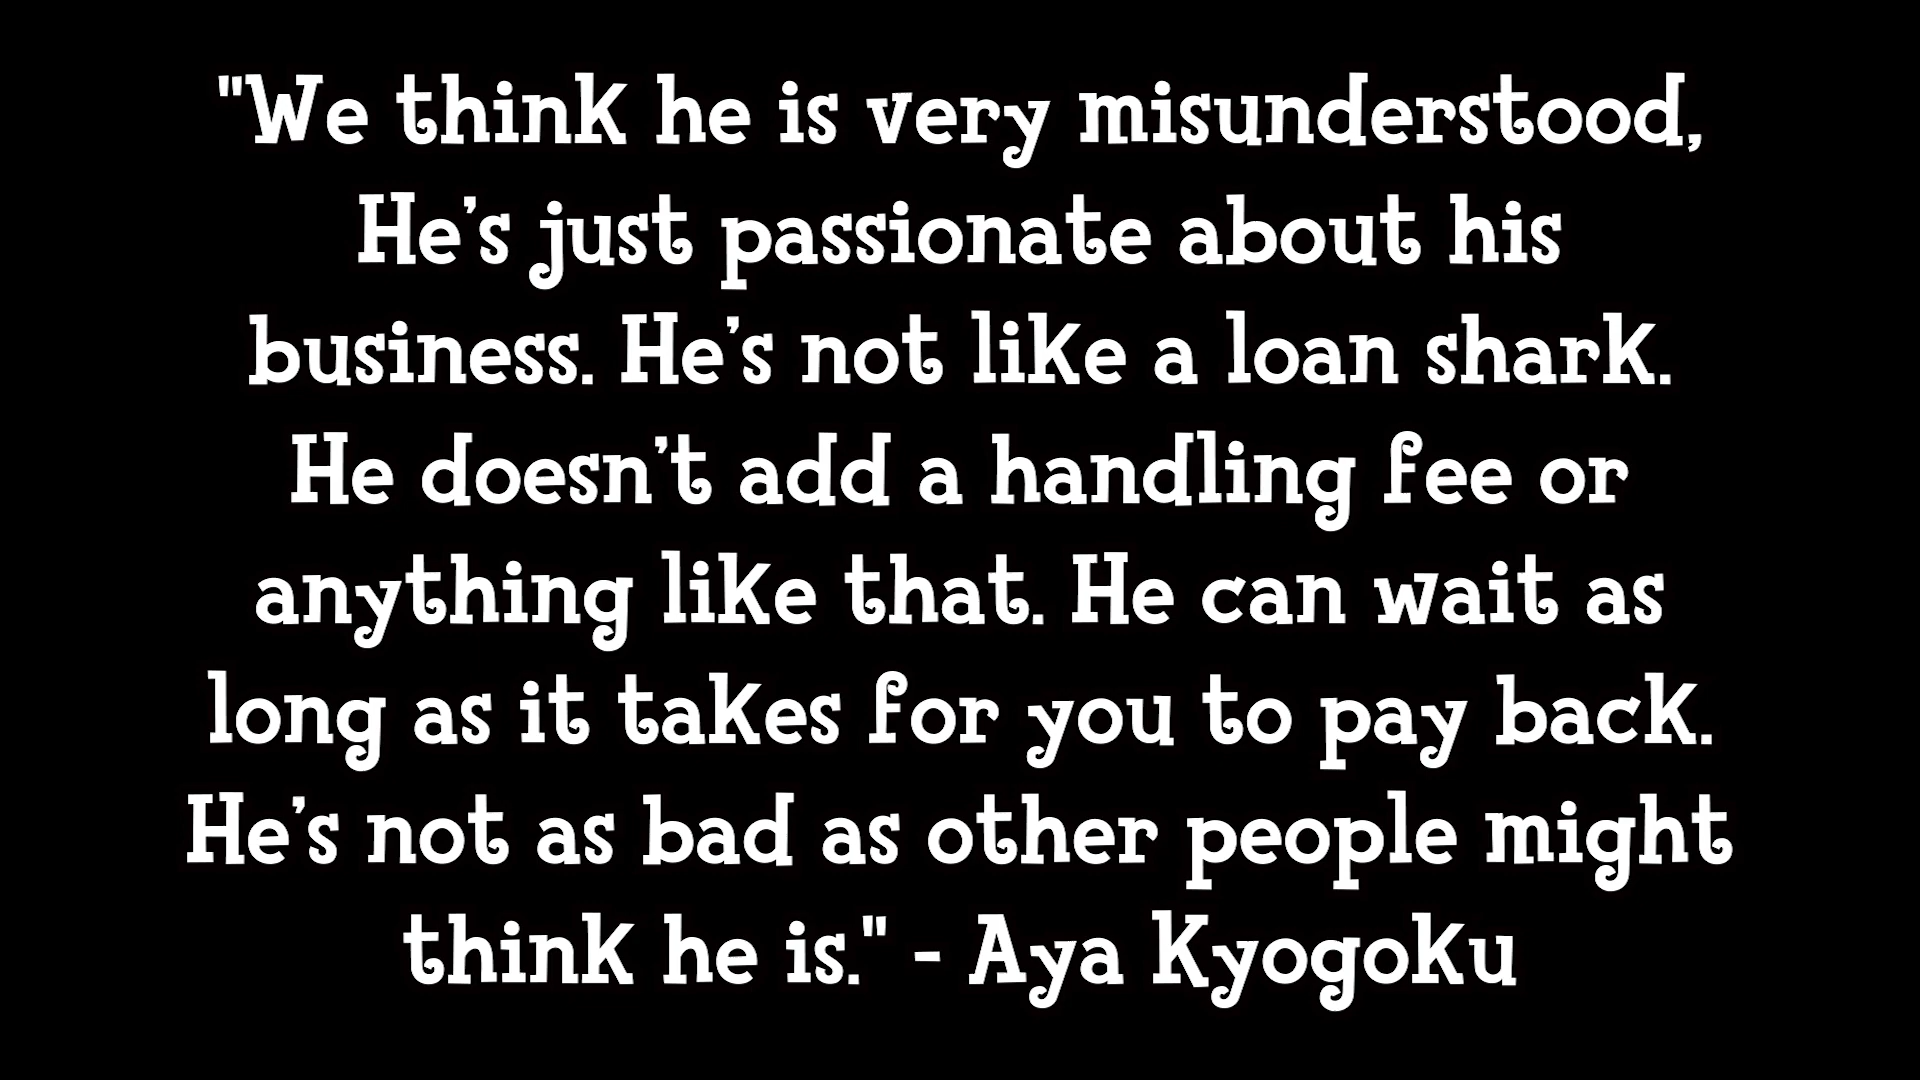 "We think he is very misunderstood,
He's just passionate about his
business. He's not like a loan shark.
He doesn't add a handling fee or
anything like that. He can wait as
long as it takes for you to pay back.
He's not as bad as other people might
think he is." - Aya Kyogoku